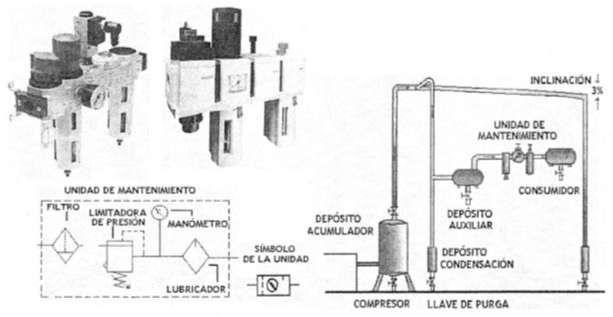 UNIDAD DE MANTENIMIENTO
FILTRO
LIMITADORA
DE PRESIÓN
MANÓMETRO
LUBRICADOR
SÍMBOLO
DE LA UNIDAD
INCLINACIÓN
3%
UNIDAD DE
MANTENIMIENTO
CONSUMIDOR
DEPÓSITO
AUXILIAR
DEPÓSITO
ACUMULADOR
DEPÓSITO
CONDENSACIÓN
COMPRESOR
LLAVE DE PURGA